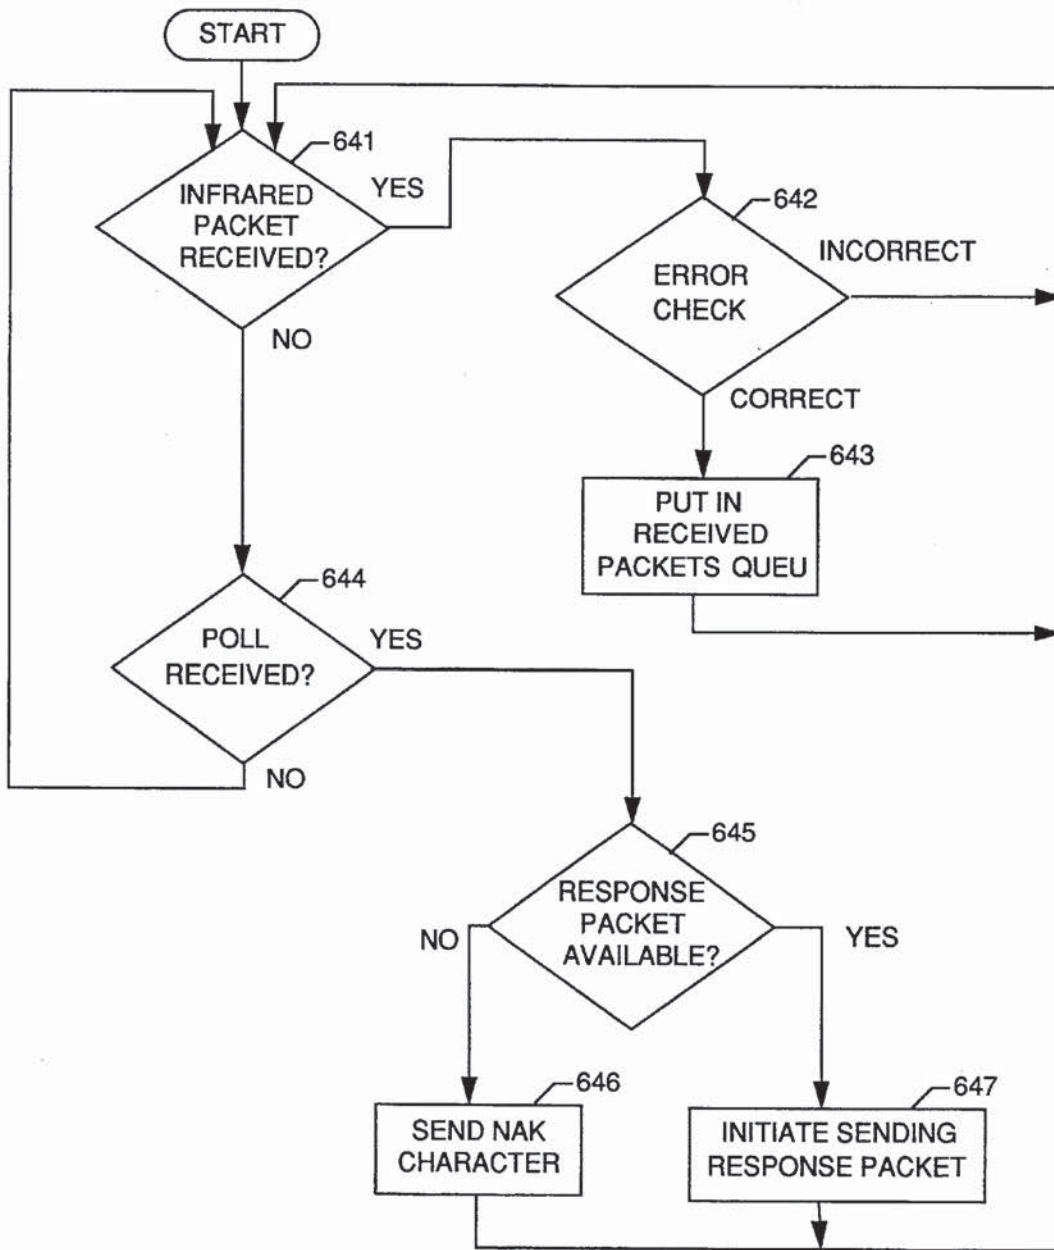 START
641
INFRARED
PACKET
RECEIVED?
YES
NO
642
ERROR
CHECK
INCORRECT
CORRECT
643
PUT IN
RECEIVED
PACKETS QUEU
644
POLL
RECEIVED?
YES
NO
645
RESPONSE
PACKET
AVAILABLE?
NO
YES
646
SEND NAK
CHARACTER
647
INITIATE SENDING
RESPONSE PACKET